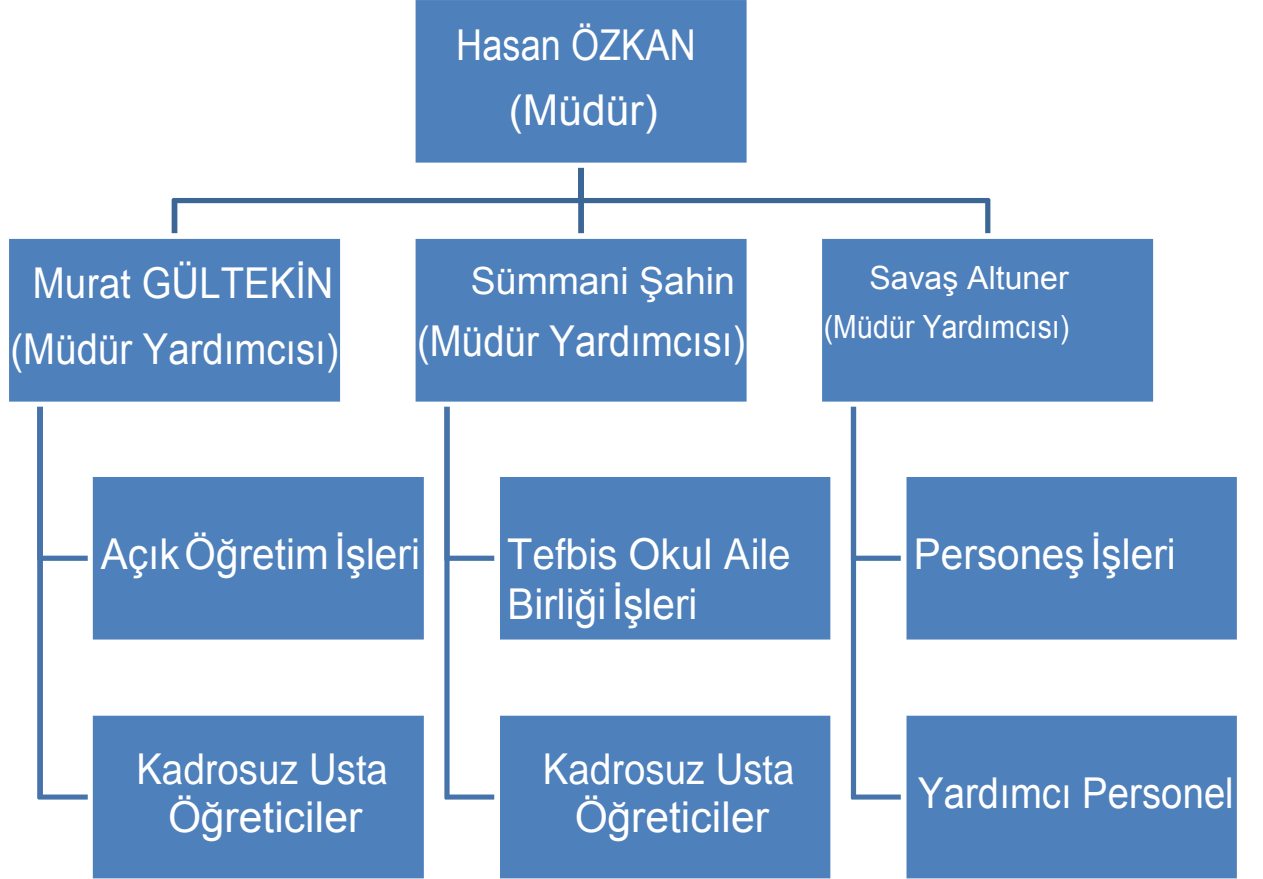 Hasan ÖZKAN
(Müdür)
Murat GÜLTEKİN
(Müdür Yardımcısı)
Sümmani Şahin
(Müdür Yardımcısı)
Savaş Altuner
(Müdür Yardımcısı)
Açık Öğretim İşleri
Tefbis Okul Aile
Birliği İşleri
Personeş İşleri
Kadrosuz Usta
Öğreticiler
Kadrosuz Usta
Öğreticiler
Yardımcı Personel